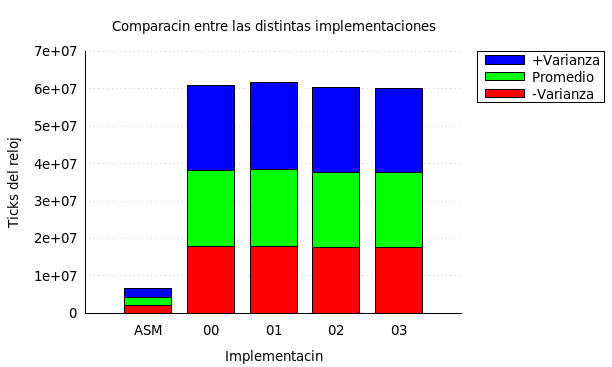 Comparacin entre las distintas implementaciones
7e+07
6e+07
5e+07
4e+07
3e+07
2e+07
1e+07
0
Ticks del reloj
ASM 00 01 02 03
Implementacin
+Varianza
Promedio
-Varianza